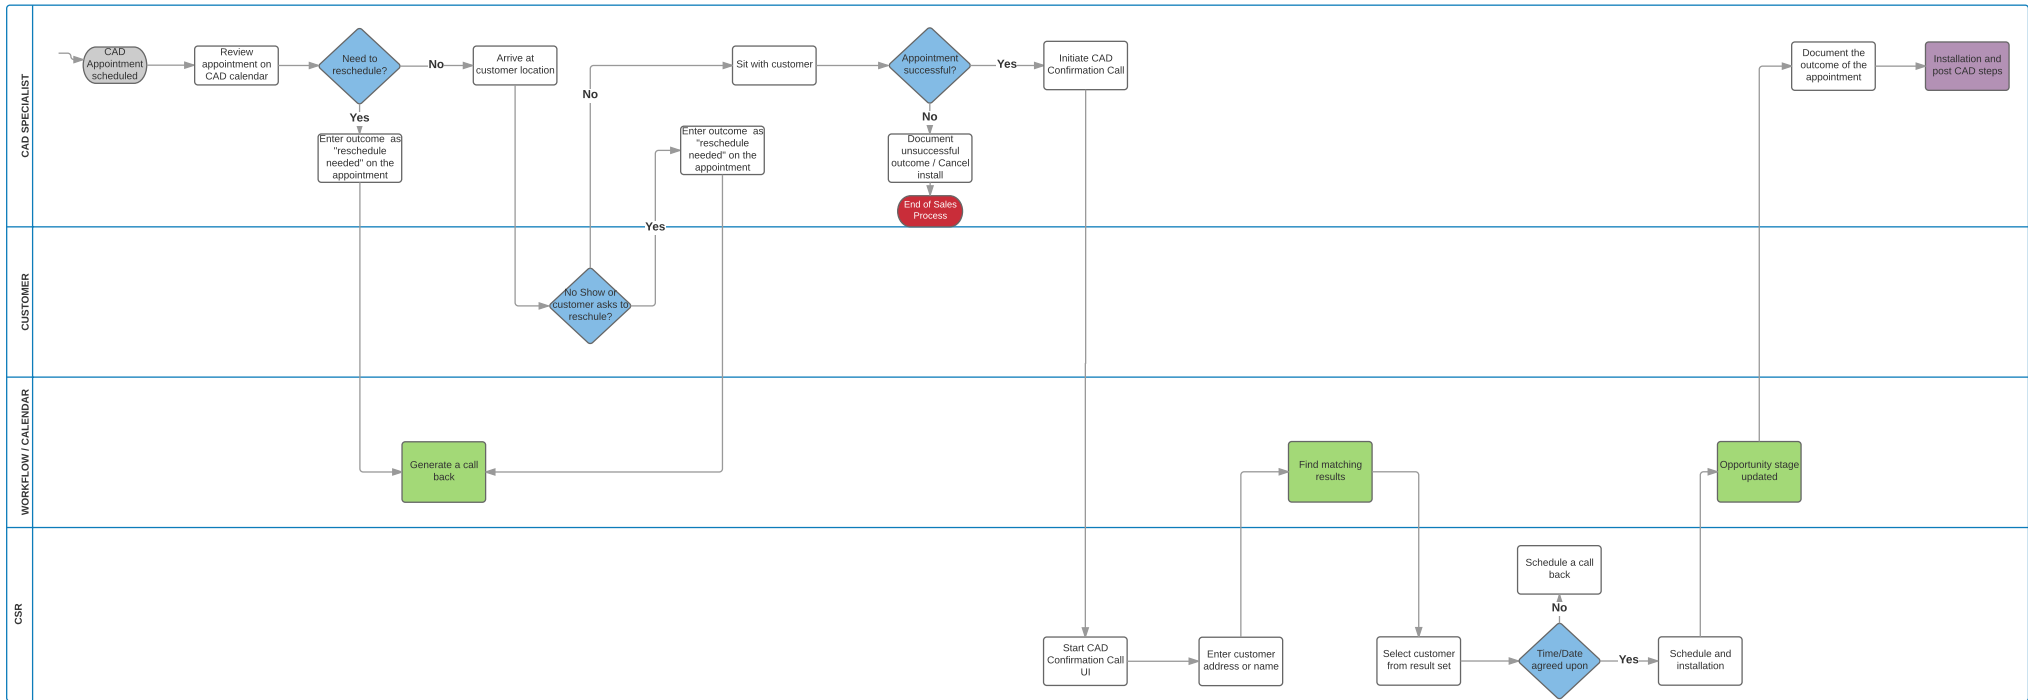 CAD SPECIALIST
CAD
Appointment
scheduled
Review
appointment on
CAD calendar
Need to
reschedule?
No
Arrive at
customer location
Yes
Enter outcome  as
"reschedule
needed" on the
appointment
No
Enter outcome  as
"reschedule
needed" on the
appointment
Yes
Sit with customer
Appointment
successful?
Yes
Initiate CAD
Confirmation Call
No
Document
unsuccessful
outcome / Cancel
install
End of Sales
Process
Document the
outcome of the
appointment
Installation and
post CAD steps
CUSTOMER
No Show or
customer asks to
reschule?
WORKFLOW / CALENDAR
Generate a call
back
Find matching
results
Opportunity stage
updated
CSR
Start CAD
Confirmation Call
UI
Enter customer
address or name
Select customer
from result set
Time/Date
agreed upon
No
Schedule a call
back
Yes
Schedule and
installation